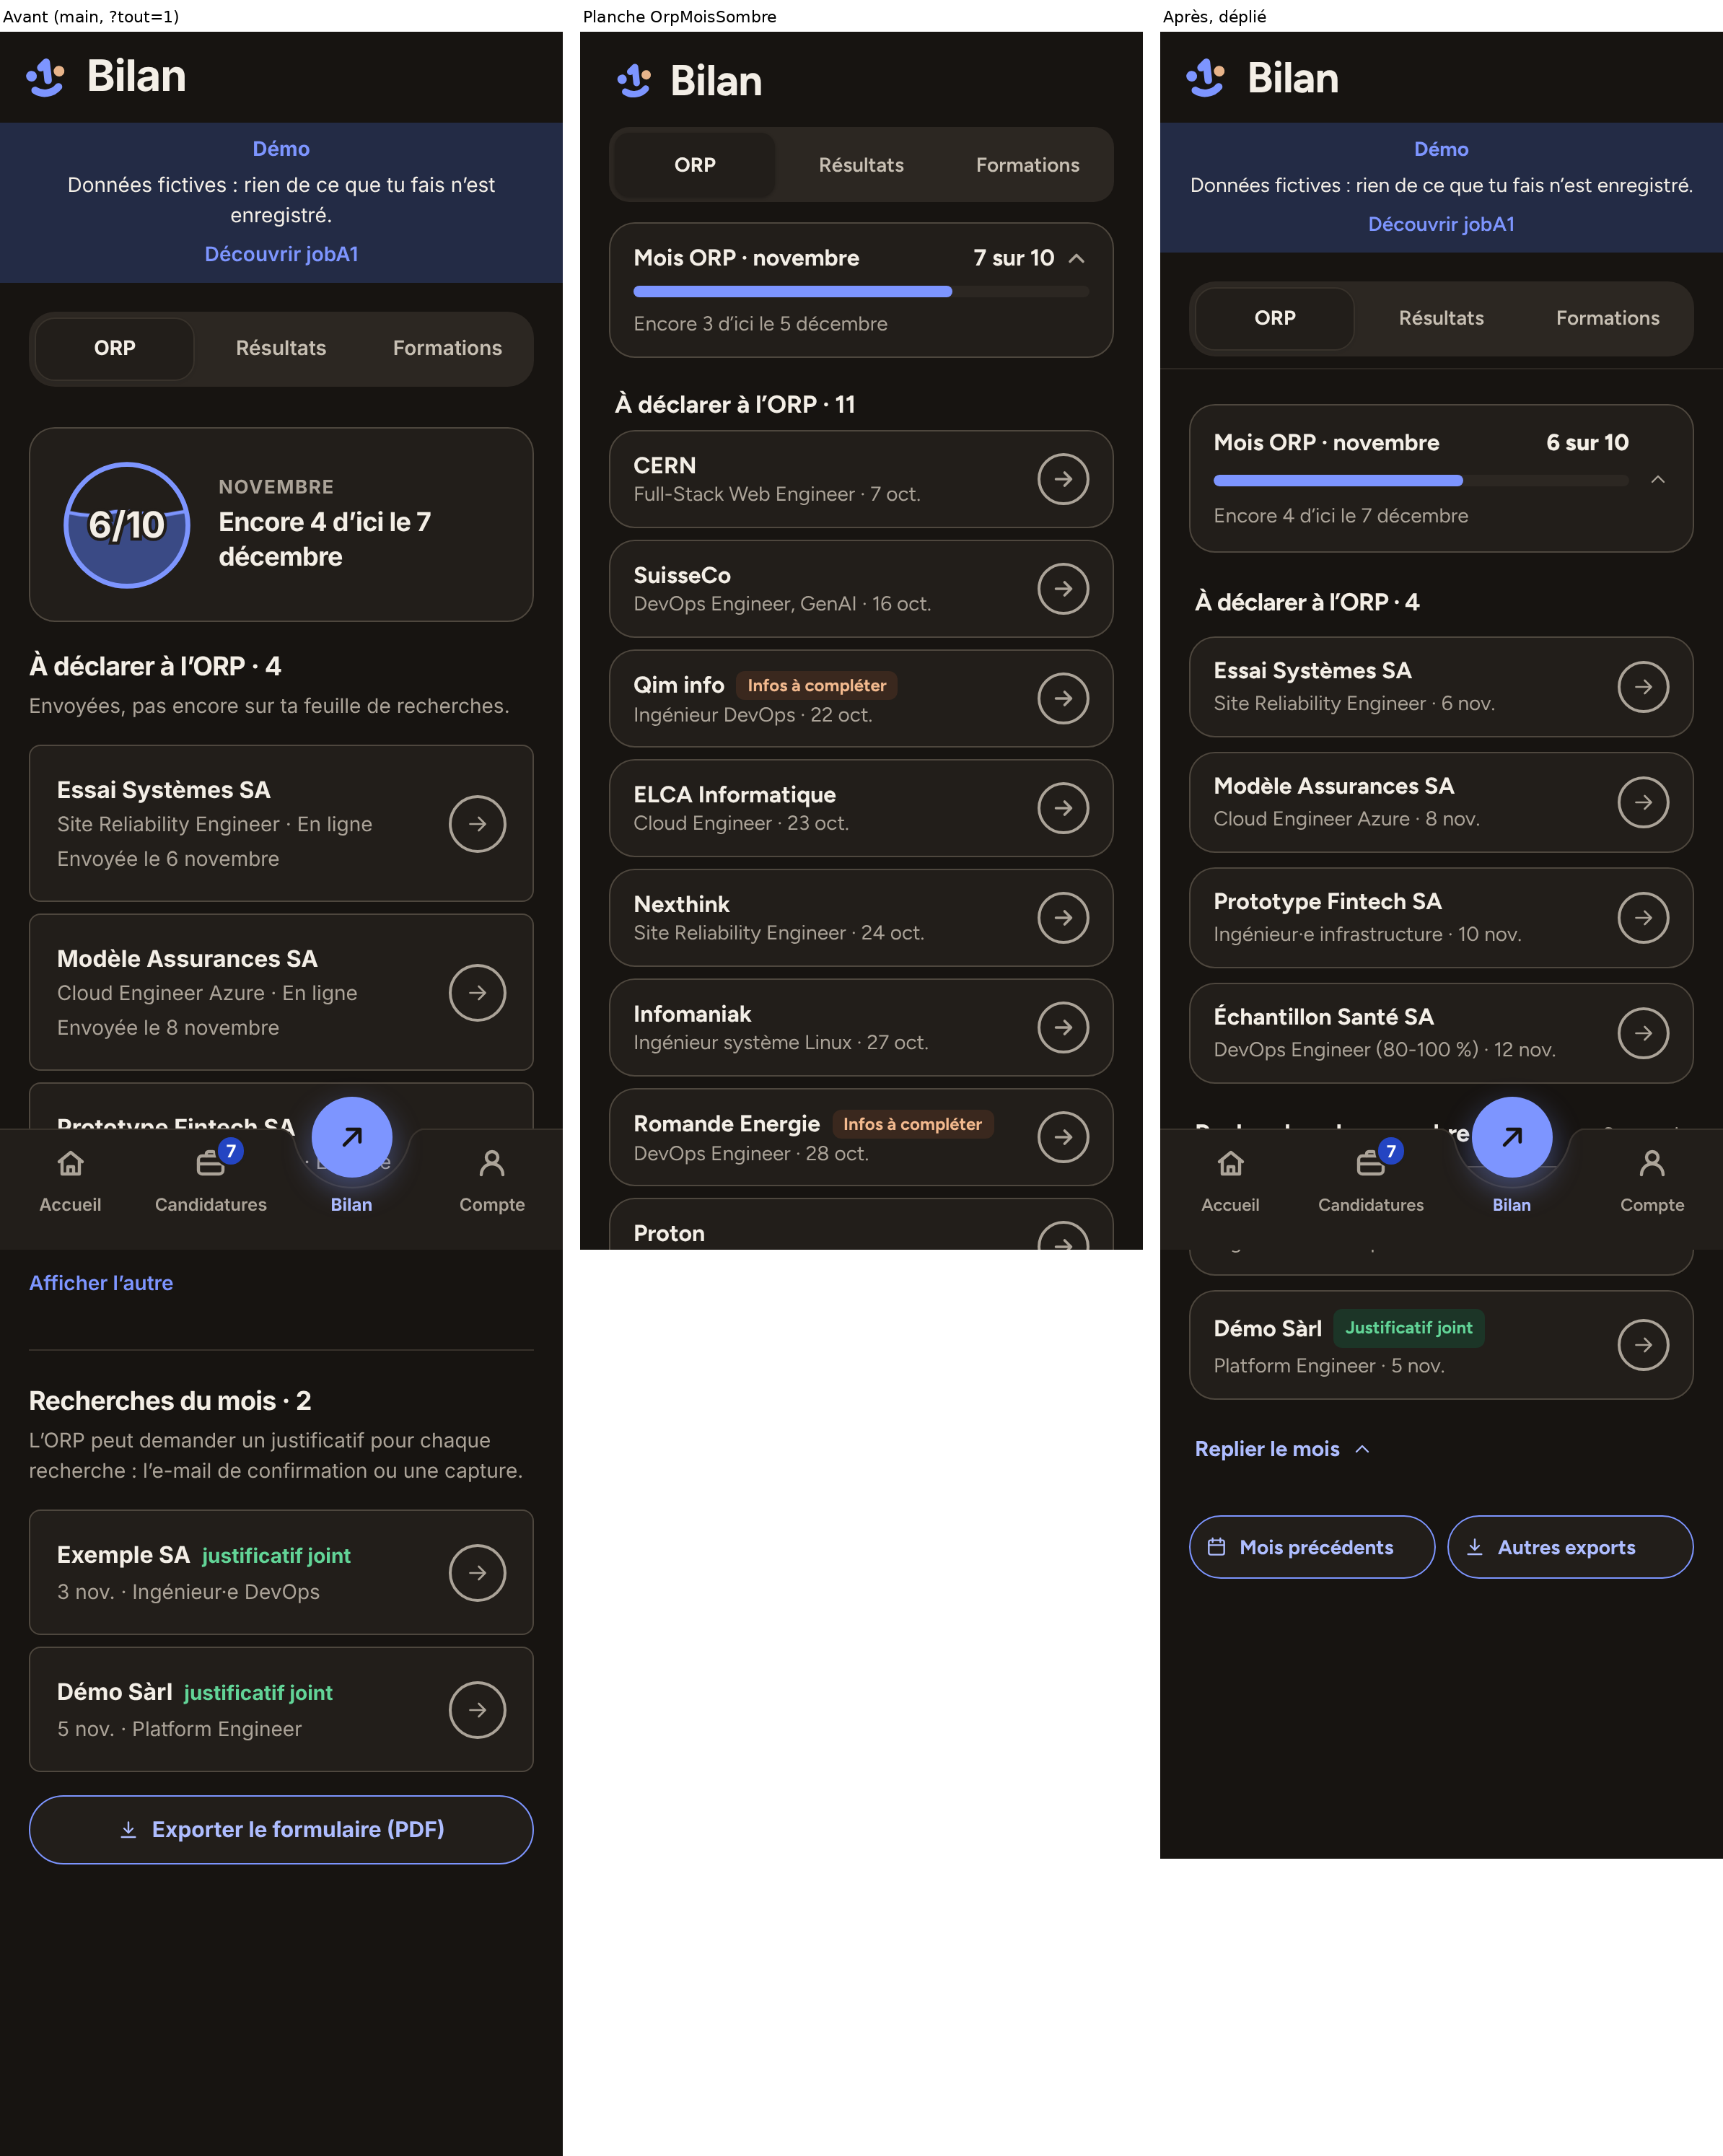 Avant (main, ?tout=1)
Bilan
Démo
Données fictives : rien de ce que tu fais n’est
enregistré.
Découvrir jobA1
ORP
Résultats
Formations
6/10
NOVEMBRE
Encore 4 d’ici le 7
décembre
À déclarer à l’ORP · 4
Envoyées, pas encore sur ta feuille de recherches.
Essai Systèmes SA
Site Reliability Engineer · En ligne
Envoyée le 6 novembre
Modèle Assurances SA
Cloud Engineer Azure · En ligne
Envoyée le 8 novembre
Prototype Fintech SA
7
Accueil
Candidatures
Bilan
Compte
Afficher l’autre
Recherches du mois · 2
L’ORP peut demander un justificatif pour chaque
recherche : l’e-mail de confirmation ou une capture.
Exemple SA justificatif joint
3 nov. · Ingénieur·e DevOps
Démo Sàrl justificatif joint
5 nov. · Platform Engineer
Exporter le formulaire (PDF)
Planche OrpMoisSombre
Bilan
ORP
Résultats
Formations
Mois ORP · novembre
7 sur 10
Encore 3 d’ici le 5 décembre
À déclarer à l’ORP · 11
CERN
Full-Stack Web Engineer · 7 oct.
SuisseCo
DevOps Engineer, GenAI · 16 oct.
Qim info Infos à compléter
Ingénieur DevOps · 22 oct.
ELCA Informatique
Cloud Engineer · 23 oct.
Nexthink
Site Reliability Engineer · 24 oct.
Infomaniak
Ingénieur système Linux · 27 oct.
Romande Energie Infos à compléter
DevOps Engineer · 28 oct.
Proton
Après, déplié
Bilan
Démo
Données fictives : rien de ce que tu fais n’est enregistré.
Découvrir jobA1
ORP
Résultats
Formations
Mois ORP · novembre
6 sur 10
Encore 4 d’ici le 7 décembre
À déclarer à l’ORP · 4
Essai Systèmes SA
Site Reliability Engineer · 6 nov.
Modèle Assurances SA
Cloud Engineer Azure · 8 nov.
Prototype Fintech SA
Ingénieur·e infrastructure · 10 nov.
Échantillon Santé SA
DevOps Engineer (80-100 %) · 12 nov.
7
Accueil
Candidatures
Bilan
Compte
Démo Sàrl Justificatif joint
Platform Engineer · 5 nov.
Replier le mois
Mois précédents
Autres exports